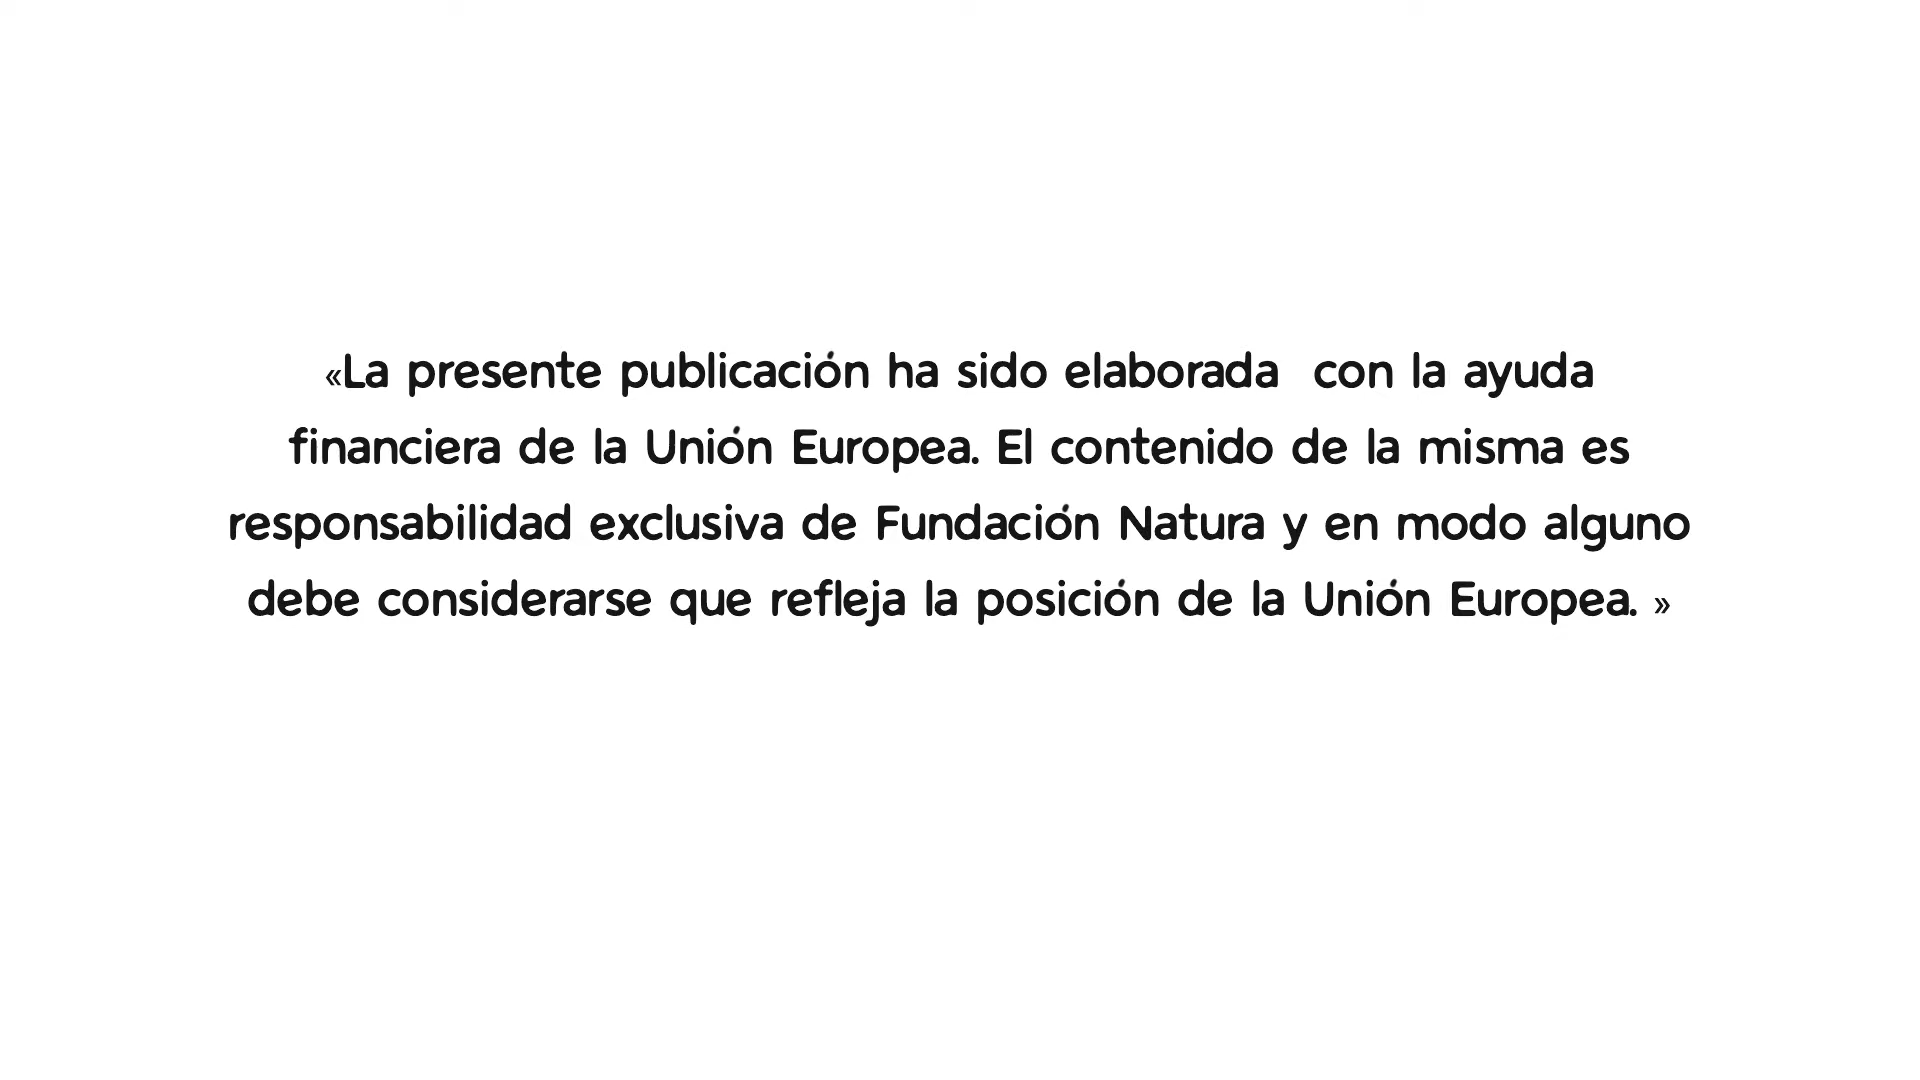 «La presente publicación ha sido elaborada  con la ayuda
financiera de la Unión Europea. El contenido de la misma es
responsabilidad exclusiva de Fundación Natura y en modo alguno
debe considerarse que refleja la posición de la Unión Europea. »